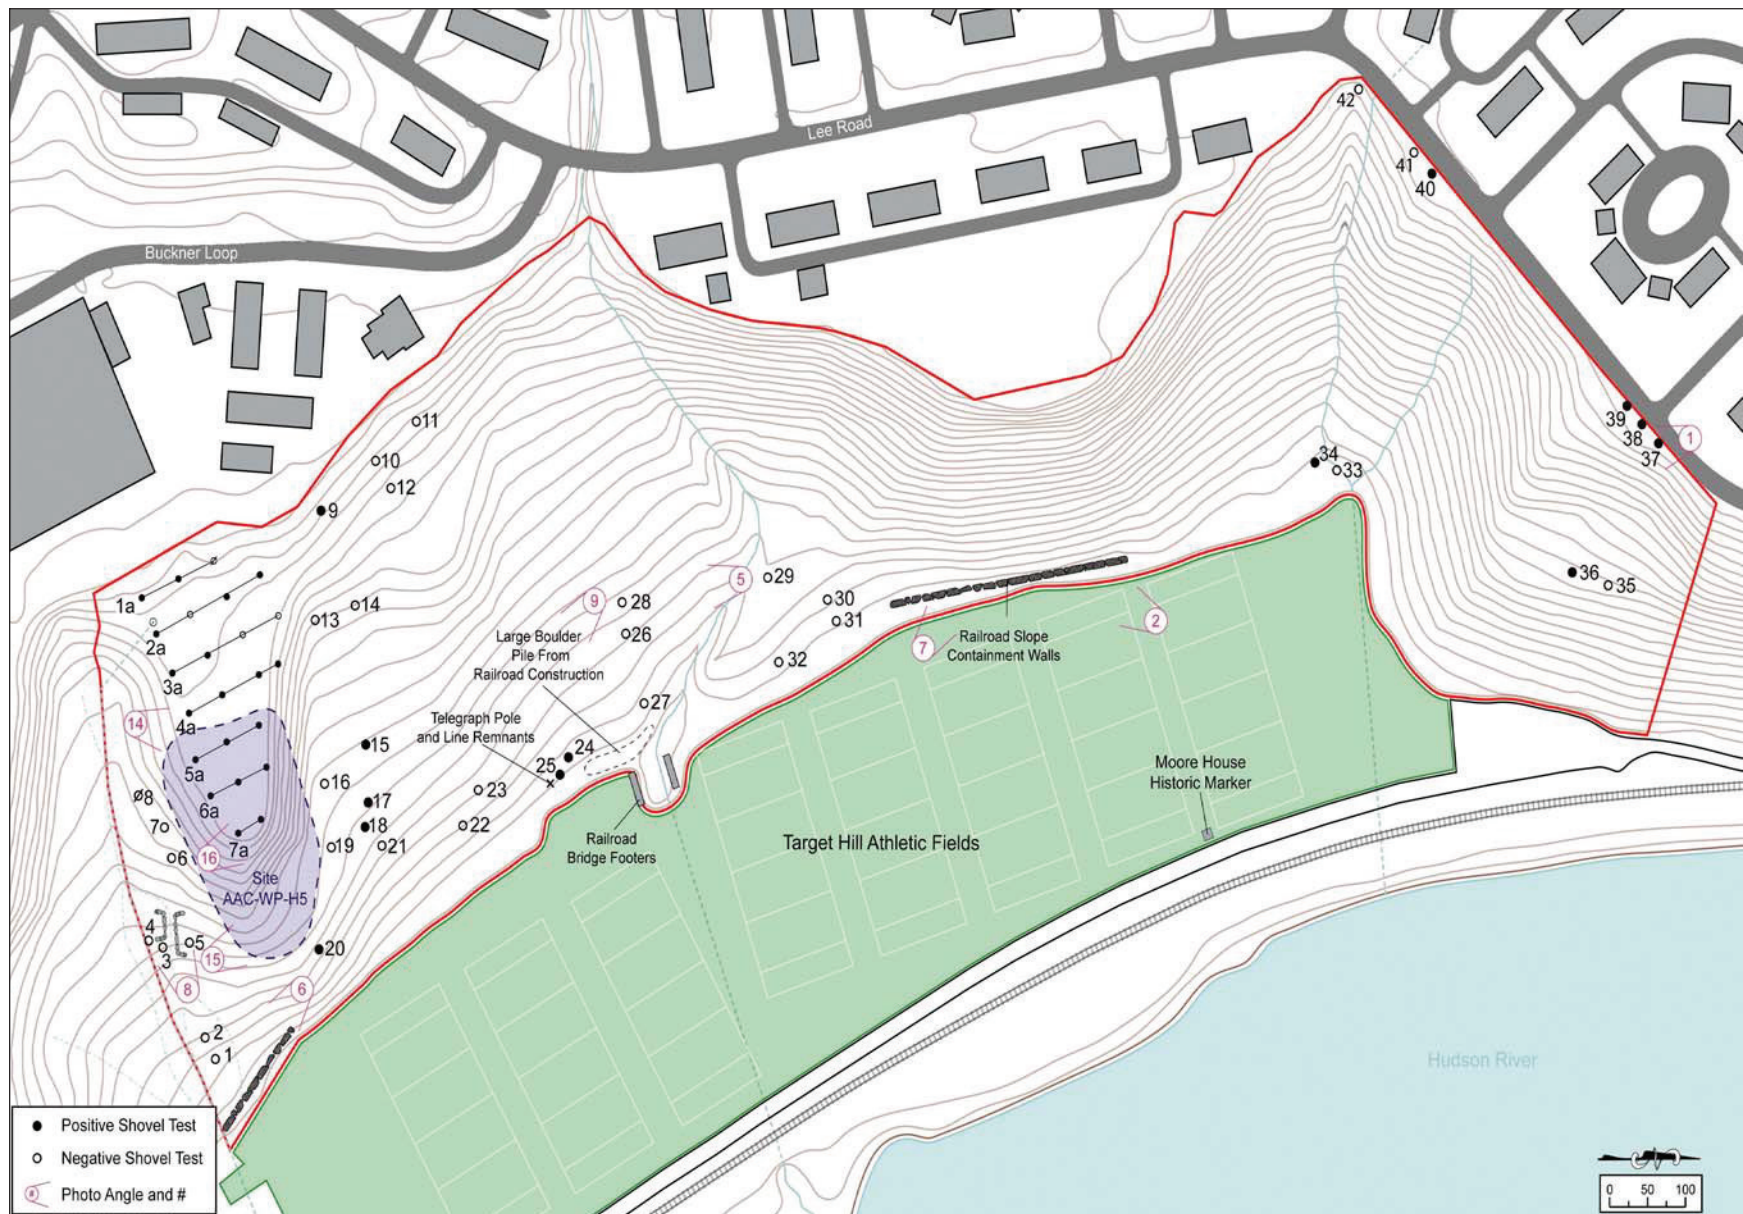 Lee Road
Buckner Loop
42
41
40
39
38
37
1
34
33
36
35
11
10
12
9
1a
2a
3a
4a
5a
6a
7a
13
14
14
9
28
26
5
29
30
31
32
27
7
2
Large Boulder
Pile From
Railroad Construction
Telegraph Pole
and Line Remnants
Railroad Slope
Containment Walls
Moore House
Historic Marker
Railroad
Bridge Footers
Target Hill Athletic Fields
15
16
17
18
19
21
22
23
24
25
20
8
7
6
16
Site
AAC-WP-H5
4
3
5
15
8
6
2
1
Hudson River
Positive Shovel Test
Negative Shovel Test
# Photo Angle and #
0 50 100